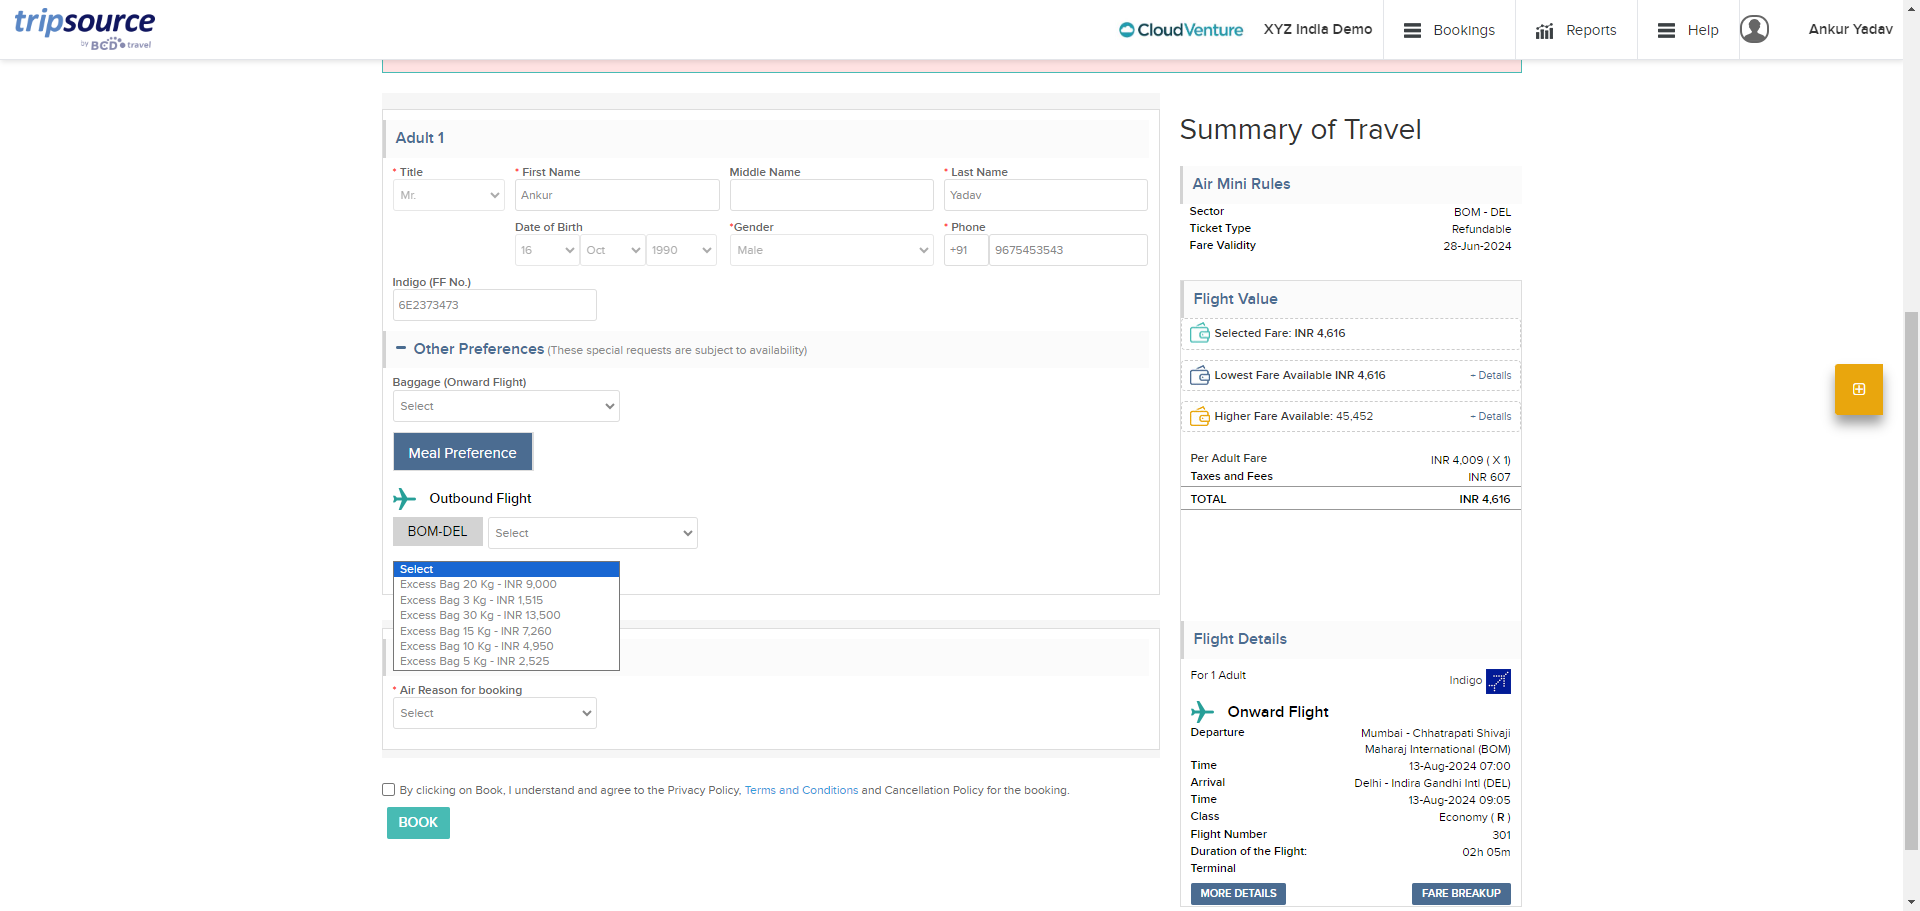 tripsource
by BCD travel
CloudVenture
XYZ India Demo
Bookings
Reports
Help
Ankur Yadav
Adult 1
* Title
* First Name
Middle Name
* Last Name
Mr.
Ankur
Yadav
Date of Birth
*Gender
* Phone
16
Oct
1990
Male
+91
9675453543
Indigo (FF No.)
6E2373473
Other Preferences (These special requests are subject to availability)
Baggage (Onward Flight)
Select
Meal Preference
Outbound Flight
BOM-DEL
Select
Select
Excess Bag 20 Kg - INR 9,000
Excess Bag 3 Kg - INR 1,515
Excess Bag 30 Kg - INR 13,500
Excess Bag 15 Kg - INR 7,260
Excess Bag 10 Kg - INR 4,950
Excess Bag 5 Kg - INR 2,525
* Air Reason for booking
Select
By clicking on Book, I understand and agree to the Privacy Policy, Terms and Conditions and Cancellation Policy for the booking.
BOOK
Summary of Travel
Air Mini Rules
Sector BOM - DEL
Ticket Type Refundable
Fare Validity 28-Jun-2024
Flight Value
Selected Fare: INR 4,616
Lowest Fare Available INR 4,616 - Details
Higher Fare Available: 45,452 - Details
Per Adult Fare INR 4,009 ( X 1)
Taxes and Fees INR 607
TOTAL INR 4,616
Flight Details
For 1 Adult Indigo
Onward Flight
Departure Mumbai - Chhatrapati Shivaji
Maharaj International (BOM)
Time 13-Aug-2024 07:00
Arrival Delhi - Indira Gandhi Intl (DEL)
Time 13-Aug-2024 09:05
Class Economy ( R )
Flight Number 301
Duration of the Flight: 02h 05m
Terminal
MORE DETAILS
FARE BREAKUP